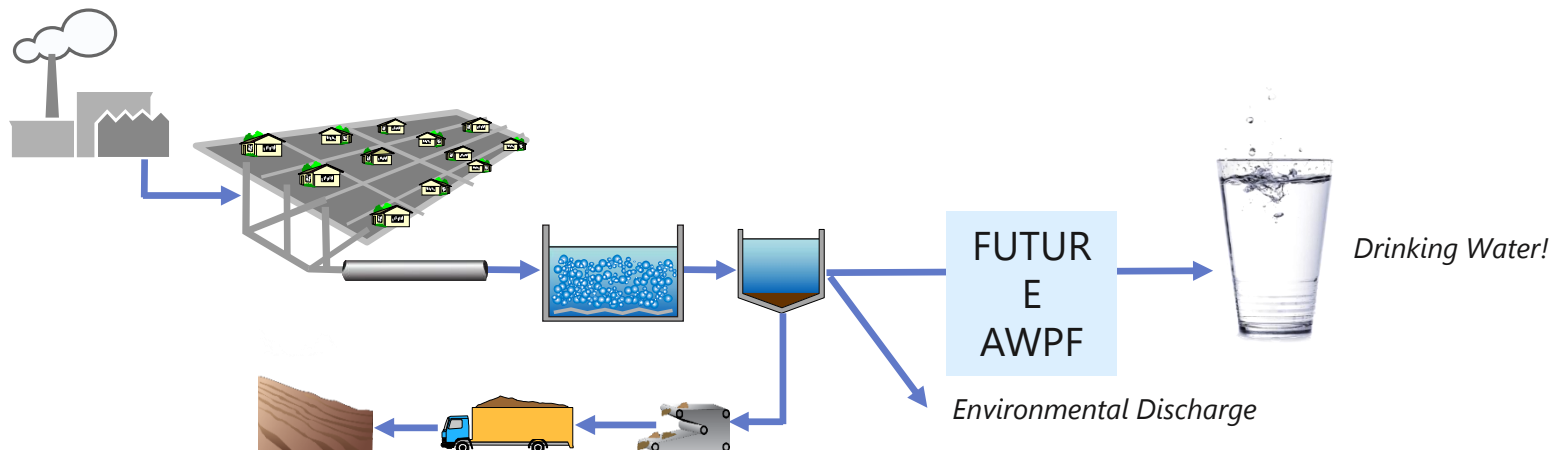 FUTUR
E
AWPF
Drinking Water!
Environmental Discharge